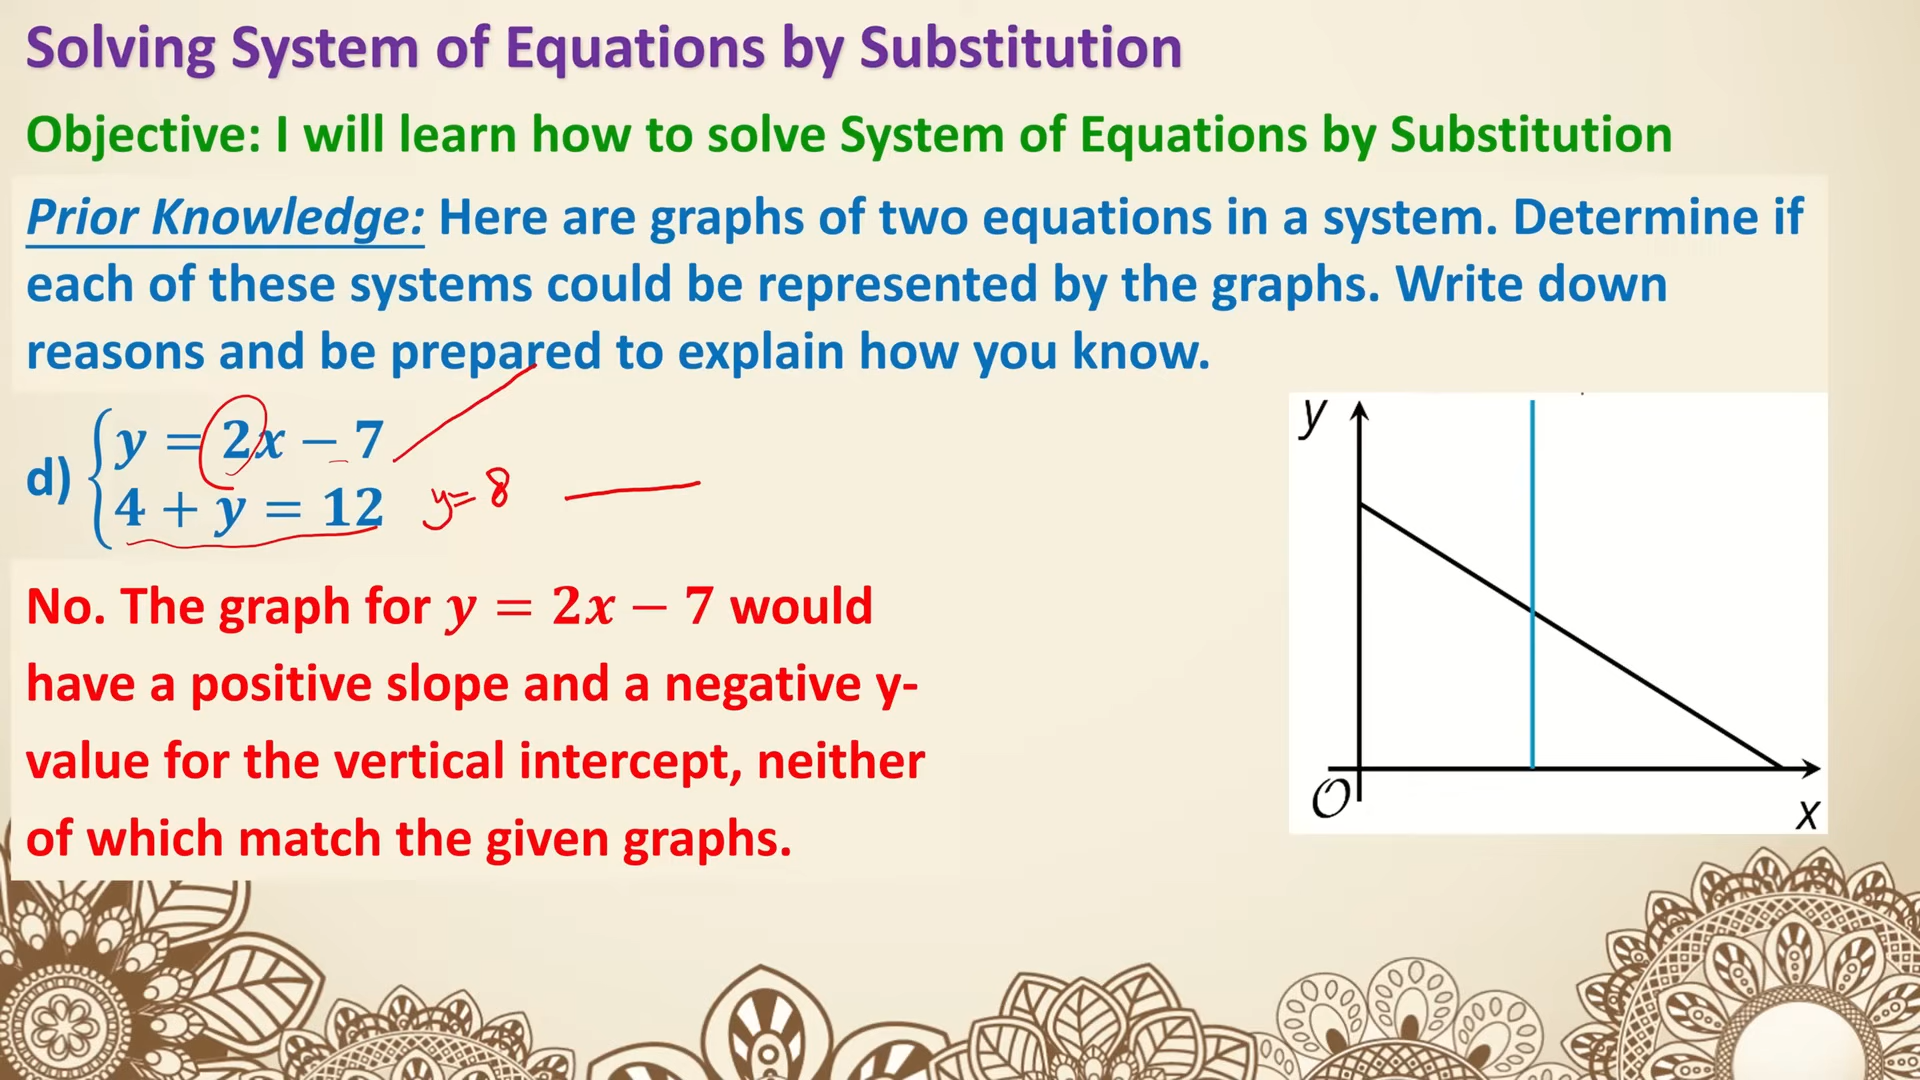 Solving System of Equations by Substitution
Objective: I will learn how to solve System of Equations by Substitution
Prior Knowledge: Here are graphs of two equations in a system. Determine if
each of these systems could be represented by the graphs. Write down
reasons and be prepared to explain how you know.
d) { y = 2x − 7
4 + y = 12
y = 8
No. The graph for y = 2x − 7 would
have a positive slope and a negative y-
value for the vertical intercept, neither
of which match the given graphs.
y
O
x